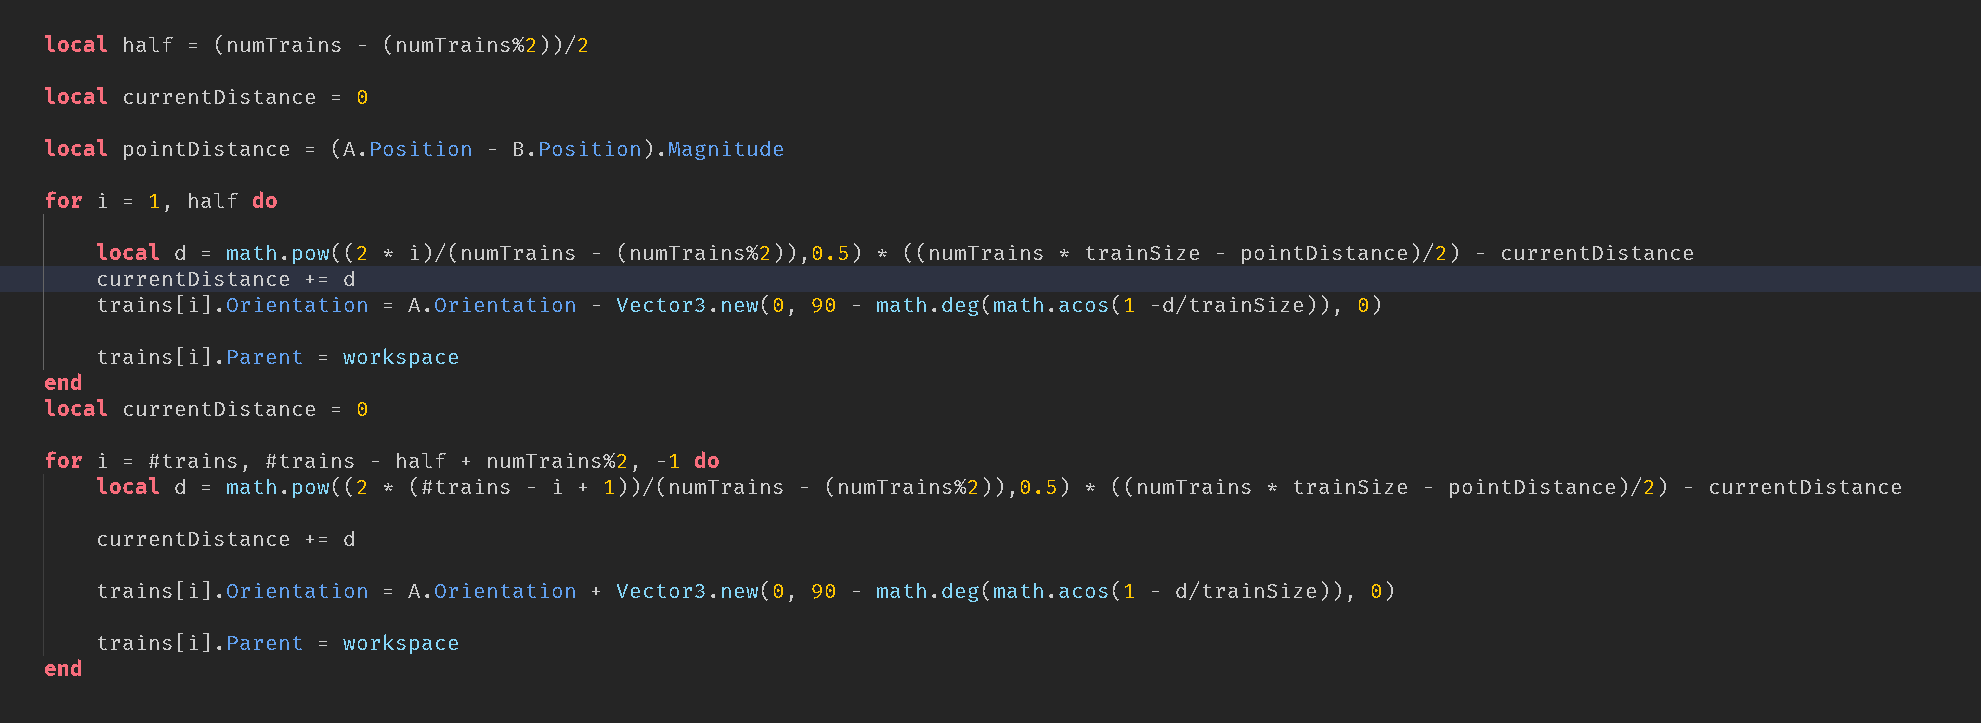 local half = (numTrains - (numTrains%2))/2
local currentDistance = 0
local pointDistance = (A.Position - B.Position).Magnitude
for i = 1, half do
local d = math.pow((2 * i)/(numTrains - (numTrains%2)),0.5) * ((numTrains * trainSize - pointDistance)/2) - currentDistance
currentDistance += d
trains[i].Orientation = A.Orientation - Vector3.new(0, 90 - math.deg(math.acos(1 -d/trainSize)), 0)
trains[i].Parent = workspace
end
local currentDistance = 0
for i = #trains, #trains - half + numTrains%2, -1 do
local d = math.pow((2 * (#trains - i + 1))/(numTrains - (numTrains%2)),0.5) * ((numTrains * trainSize - pointDistance)/2) - currentDistance
currentDistance += d
trains[i].Orientation = A.Orientation + Vector3.new(0, 90 - math.deg(math.acos(1 - d/trainSize)), 0)
trains[i].Parent = workspace
end